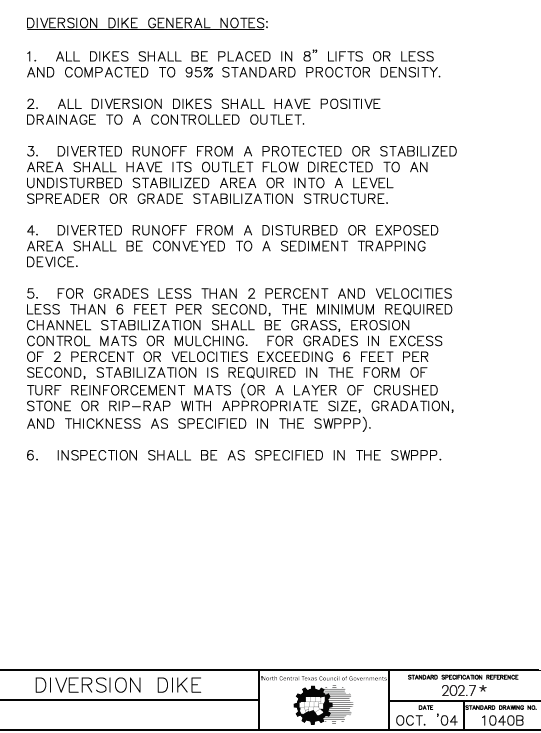 DIVERSION DIKE GENERAL NOTES:
1. ALL DIKES SHALL BE PLACED IN 8" LIFTS OR LESS
AND COMPACTED TO 95% STANDARD PROCTOR DENSITY.
2. ALL DIVERSION DIKES SHALL HAVE POSITIVE
DRAINAGE TO A CONTROLLED OUTLET.
3. DIVERTED RUNOFF FROM A PROTECTED OR STABILIZED
AREA SHALL HAVE ITS OUTLET FLOW DIRECTED TO AN
UNDISTURBED STABILIZED AREA OR INTO A LEVEL
SPREADER OR GRADE STABILIZATION STRUCTURE.
4. DIVERTED RUNOFF FROM A DISTURBED OR EXPOSED
AREA SHALL BE CONVEYED TO A SEDIMENT TRAPPING
DEVICE.
5. FOR GRADES LESS THAN 2 PERCENT AND VELOCITIES
LESS THAN 6 FEET PER SECOND, THE MINIMUM REQUIRED
CHANNEL STABILIZATION SHALL BE GRASS, EROSION
CONTROL MATS OR MULCHING. FOR GRADES IN EXCESS
OF 2 PERCENT OR VELOCITIES EXCEEDING 6 FEET PER
SECOND, STABILIZATION IS REQUIRED IN THE FORM OF
TURF REINFORCEMENT MATS (OR A LAYER OF CRUSHED
STONE OR RIP-RAP WITH APPROPRIATE SIZE, GRADATION,
AND THICKNESS AS SPECIFIED IN THE SWPPP).
6. INSPECTION SHALL BE AS SPECIFIED IN THE SWPPP.
DIVERSION DIKE
North Central Texas Council of Governments
STANDARD SPECIFICATION REFERENCE
202.7*
DATE
OCT. '04
STANDARD DRAWING NO.
1040B